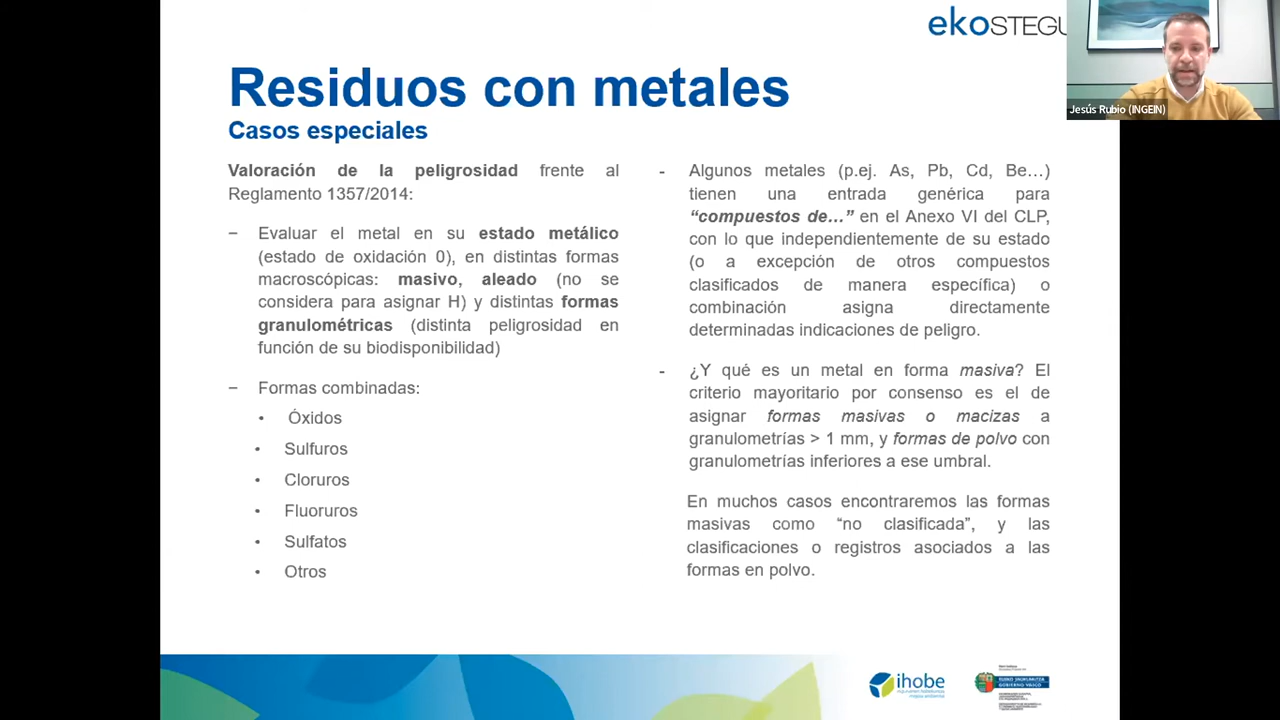 ekOSTEGU
Jesús Rubio (INGEIN)
Residuos con metales
Casos especiales
Valoración de la peligrosidad frente al
Reglamento 1357/2014:
– Evaluar el metal en su estado metálico
(estado de oxidación 0), en distintas formas
macroscópicas: masivo, aleado (no se
considera para asignar H) y distintas formas
granulométricas (distinta peligrosidad en
función de su biodisponibilidad)
– Formas combinadas:
• Óxidos
• Sulfuros
• Cloruros
• Fluoruros
• Sulfatos
• Otros
- Algunos metales (p.ej. As, Pb, Cd, Be…)
tienen una entrada genérica para
“compuestos de…” en el Anexo VI del CLP,
con lo que independientemente de su estado
(o a excepción de otros compuestos
clasificados de manera específica) o
combinación asigna directamente
determinadas indicaciones de peligro.
- ¿Y qué es un metal en forma masiva? El
criterio mayoritario por consenso es el de
asignar formas masivas o macizas a
granulometrías > 1 mm, y formas de polvo con
granulometrías inferiores a ese umbral.
En muchos casos encontraremos las formas
masivas como “no clasificada”, y las
clasificaciones o registros asociados a las
formas en polvo.
ihobe
EUSKO JAURLARITZA
GOBIERNO VASCO